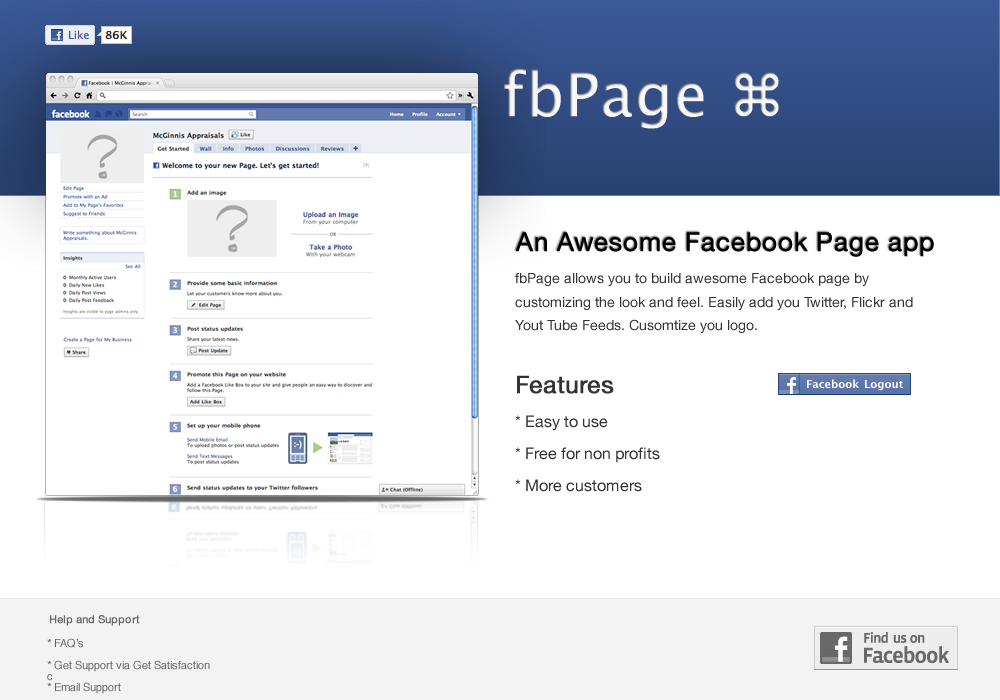 Like 86K
fbPage ⌘
Facebook | McGinnis Appra
facebook Search Home Profile Account
McGinnis Appraisals Like
Get Started Wall Info Photos Discussions Reviews +
Welcome to your new Page. Let's get started!
Edit Page
Promote with an Ad
Add to My Page's Favorites
Suggest to Friends
Write something about McGinnis
Appraisals.
Insights
See All
0 Monthly Active Users
0 Daily New Likes
0 Daily Post Views
0 Daily Post Feedback
Insights are visible to page admins only.
Create a Page for My Business
Share
1 Add an image
Upload an Image
From your computer
OR
Take a Photo
With your webcam
2 Provide some basic information
Let your customers know more about you.
Edit Page
3 Post status updates
Share your latest news.
Post Update
4 Promote this Page on your website
Add a Facebook Like Box to your site and give people an easy way to discover and
follow this Page.
Add Like Box
5 Set up your mobile phone
Send Mobile Email
To upload photos or post status updates
Send Text Messages
To post status updates
6 Send status updates to your Twitter followers
Chat (Offline)
An Awesome Facebook Page app
fbPage allows you to build awesome Facebook page by
customizing the look and feel. Easily add you Twitter, Flickr and
Yout Tube Feeds. Cusomtize you logo.
Features
Facebook Logout
* Easy to use
* Free for non profits
* More customers
Help and Support
* FAQ's
* Get Support via Get Satisfaction
c
* Email Support
Find us on
Facebook